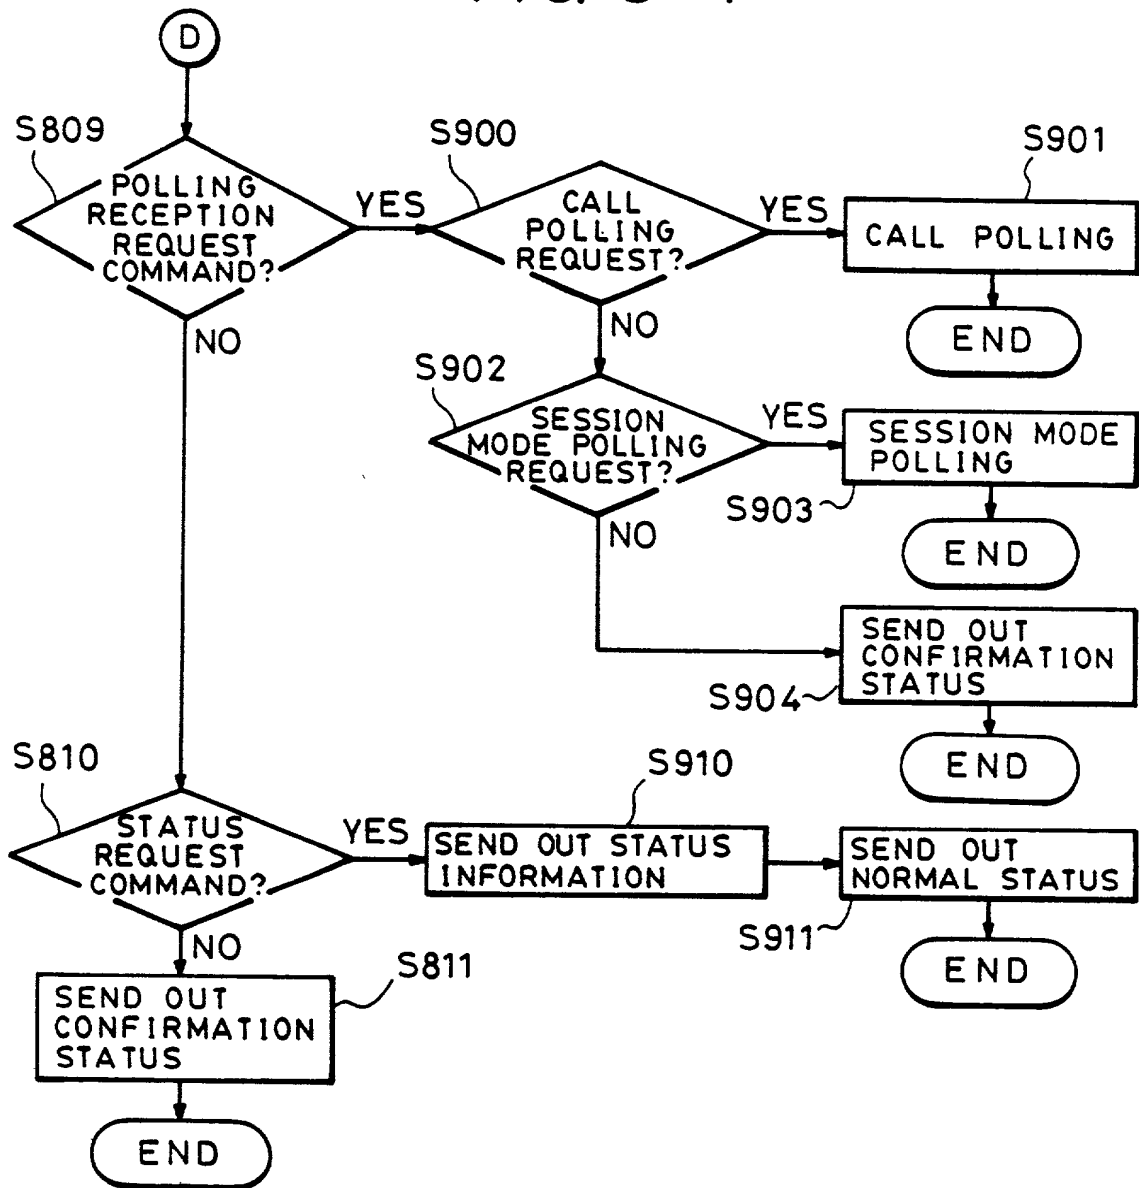 D
S809
POLLING
RECEPTION
REQUEST
COMMAND?
YES
NO
S900
CALL
POLLING
REQUEST?
YES
NO
S901
CALL POLLING
END
S902
SESSION
MODE POLLING
REQUEST?
YES
NO
SESSION MODE
POLLING
S903
END
SEND OUT
CONFIRMATION
STATUS
S904
END
S810
STATUS
REQUEST
COMMAND?
YES
NO
S910
SEND OUT STATUS
INFORMATION
SEND OUT
NORMAL STATUS
S911
END
S811
SEND OUT
CONFIRMATION
STATUS
END